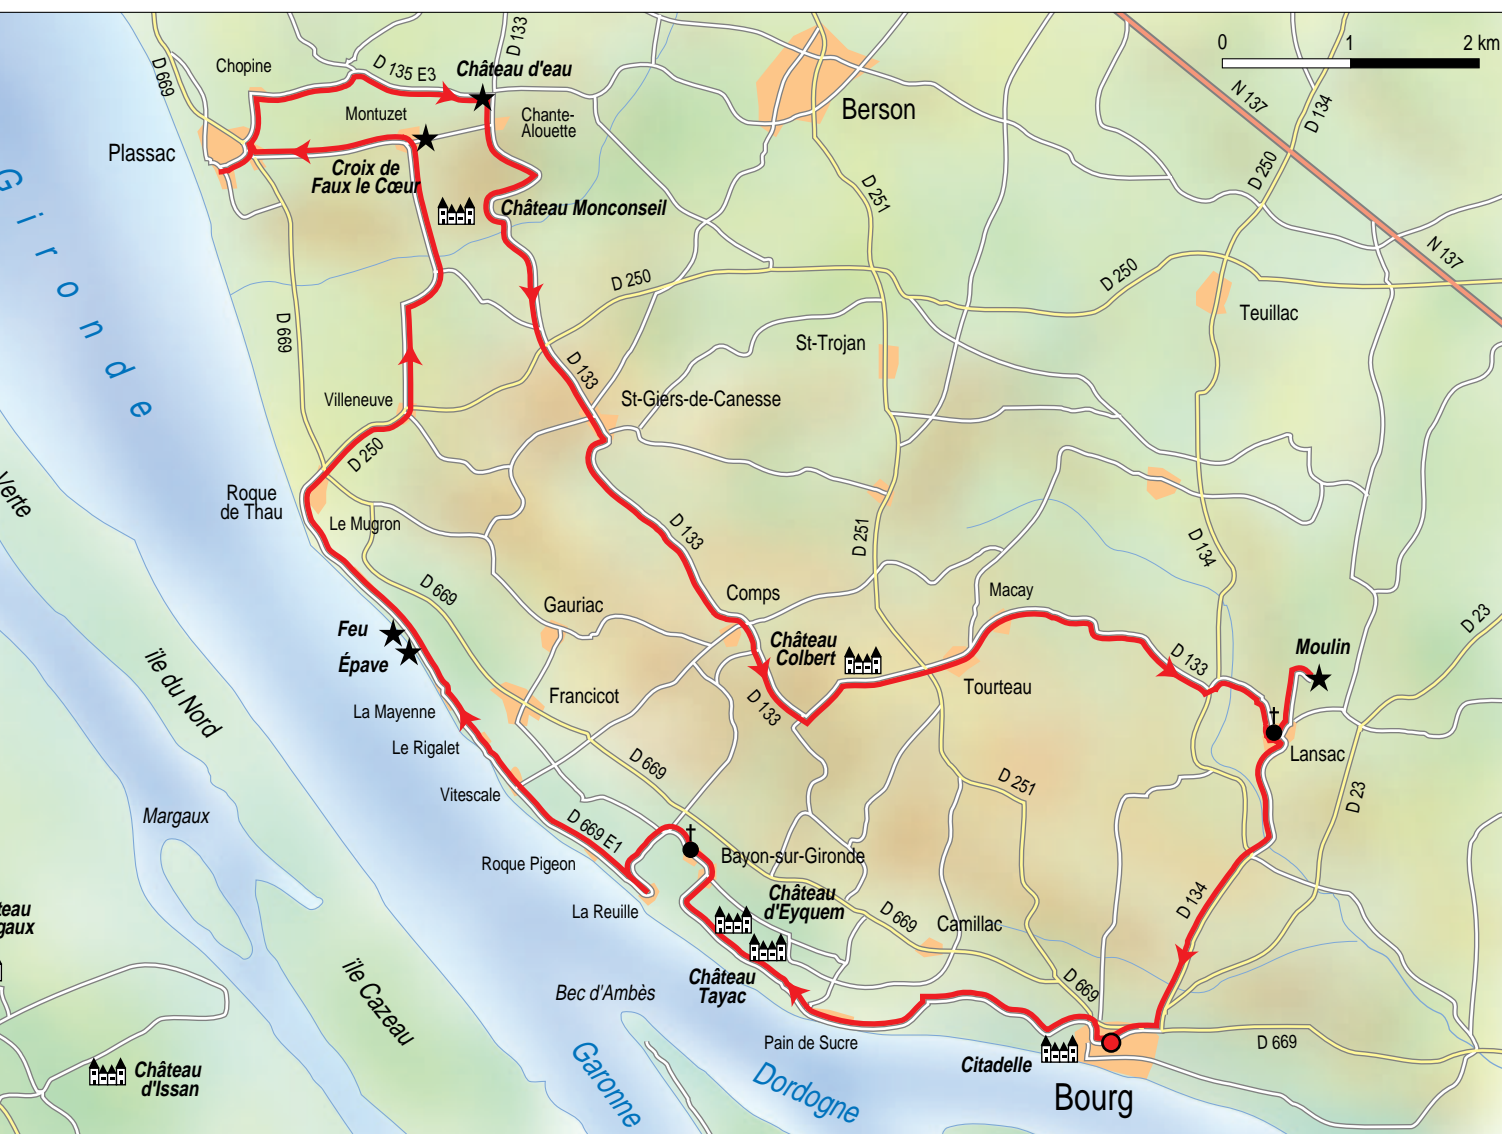 D 133
0 1 2 km
D 669
Chopine
D 135 E3
Château d'eau
N 137
D 134
Berson
Montuzet
Chante-
Alouette
Plassac
Croix de
Faux le Cœur
D 250
D 251
Château Monconseil
Gironde
N 137
D 250
D 250
D 669
Teuillac
St-Trojan
D 133
Villeneuve
St-Giers-de-Canesse
D 250
Verte
Roque
de Thau
Le Mugron
D 133
D 251
D 134
D 669
Comps
Macay
Gauriac
D 23
Feu
Épave
Château
Colbert
Moulin
D 133
île du Nord
Francicot
Tourteau
La Mayenne
D 133
Le Rigalet
Lansac
D 669
D 251
D 23
Vitescale
Margaux
D 669 E1
Roque Pigeon
Bayon-sur-Gironde
La Reuille
Château
d'Eyquem
D 669
Camillac
D 134
teau
gaux
île Cazeau
Château
Tayac
D 669
Bec d'Ambès
Pain de Sucre
D 669
Citadelle
Château
d'Issan
Garonne
Dordogne
Bourg